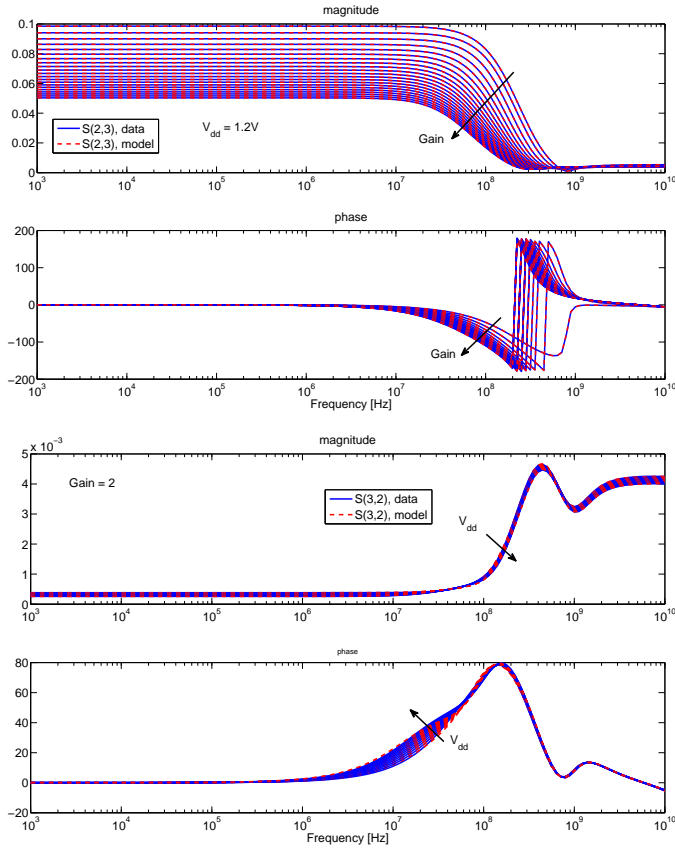 magnitude
0.1
0.08
0.06
0.04
0.02
0
S(2,3), data
S(2,3), model
V_dd = 1.2V
Gain
10^3 10^4 10^5 10^6 10^7 10^8 10^9 10^10
phase
200
100
0
−100
−200
Gain
10^3 10^4 10^5 10^6 10^7 10^8 10^9 10^10
Frequency [Hz]
magnitude
x 10^−3
5
4
3
2
1
0
Gain = 2
S(3,2), data
S(3,2), model
V_dd
10^3 10^4 10^5 10^6 10^7 10^8 10^9 10^10
phase
80
60
40
20
0
−20
V_dd
10^3 10^4 10^5 10^6 10^7 10^8 10^9 10^10
Frequency [Hz]